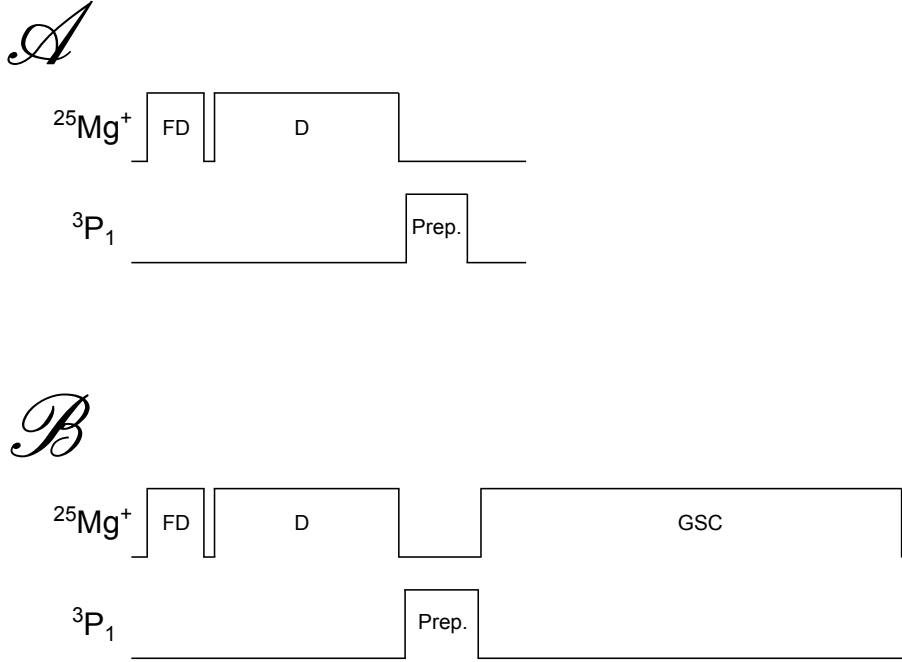 𝒜
²⁵Mg⁺ FD D
³P₁ Prep.
ℬ
²⁵Mg⁺ FD D GSC
³P₁ Prep.